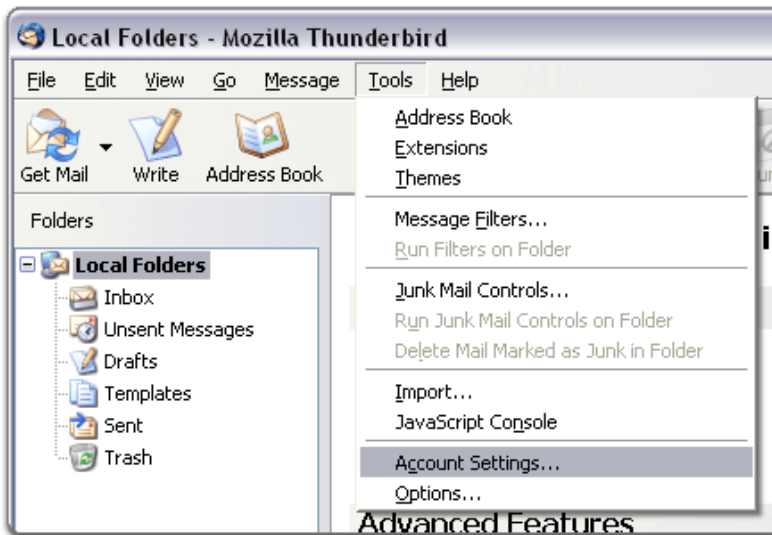 Local Folders - Mozilla Thunderbird
File Edit View Go Message Tools Help
Get Mail Write Address Book
Address Book
Extensions
Themes
Message Filters...
Run Filters on Folder
Junk Mail Controls...
Run Junk Mail Controls on Folder
Delete Mail Marked as Junk in Folder
Import...
JavaScript Console
Account Settings...
Options...
Folders
Local Folders
Inbox
Unsent Messages
Drafts
Templates
Sent
Trash
Advanced Features